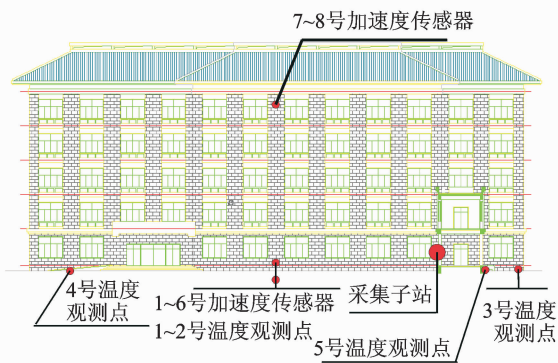 7~8号加速度传感器
4号温度
观测点
1~6号加速度传感器
1~2号温度观测点
采集子站
5号温度观测点
3号温度
观测点